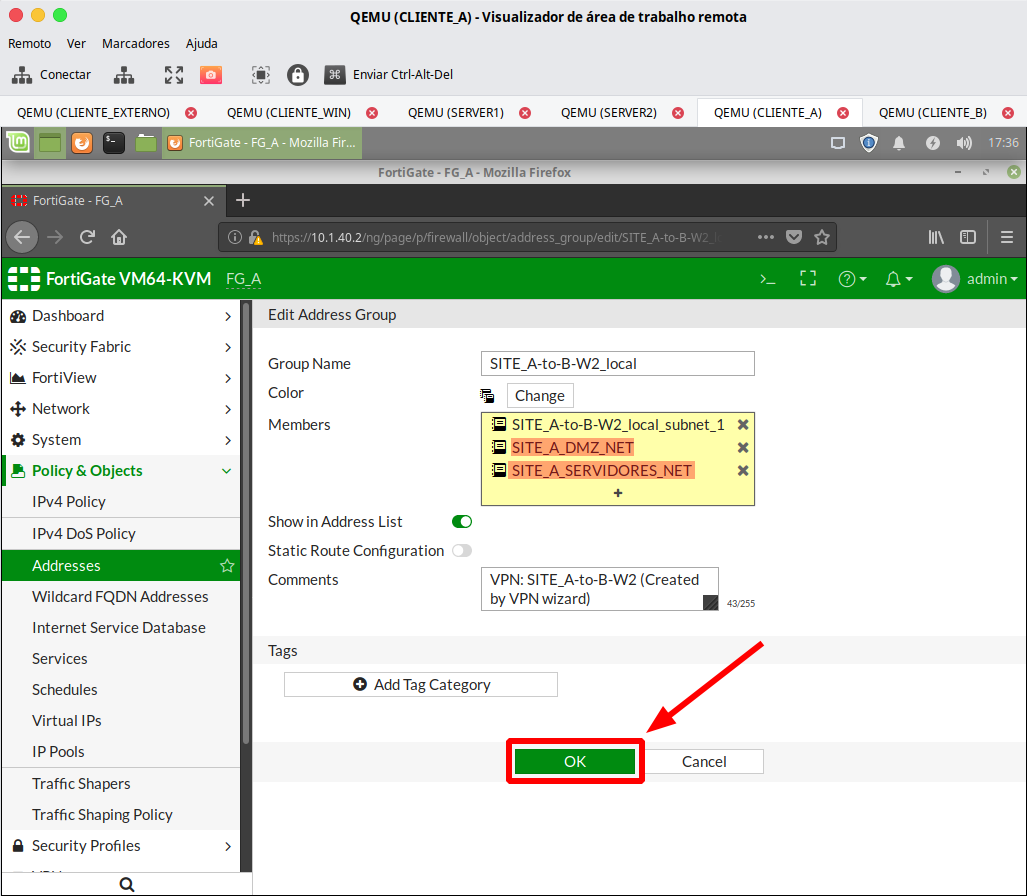 QEMU (CLIENTE_A) - Visualizador de área de trabalho remota
Remoto Ver Marcadores Ajuda
Conectar Enviar Ctrl-Alt-Del
QEMU (CLIENTE_EXTERNO) QEMU (CLIENTE_WIN) QEMU (SERVER1) QEMU (SERVER2) QEMU (CLIENTE_A) QEMU (CLIENTE_B)
FortiGate - FG_A - Mozilla Fir... 17:36
FortiGate - FG_A - Mozilla Firefox
FortiGate - FG_A
https://10.1.40.2/ng/page/p/firewall/object/address_group/edit/SITE_A-to-B-W2_l
FortiGate VM64-KVM FG_A admin
Dashboard
Security Fabric
FortiView
Network
System
Policy & Objects
IPv4 Policy
IPv4 DoS Policy
Addresses
Wildcard FQDN Addresses
Internet Service Database
Services
Schedules
Virtual IPs
IP Pools
Traffic Shapers
Traffic Shaping Policy
Security Profiles
Edit Address Group
Group Name SITE_A-to-B-W2_local
Color Change
Members SITE_A-to-B-W2_local_subnet_1
SITE_A_DMZ_NET
SITE_A_SERVIDORES_NET
+
Show in Address List
Static Route Configuration
Comments VPN: SITE_A-to-B-W2 (Created
by VPN wizard) 43/255
Tags
Add Tag Category
OK Cancel